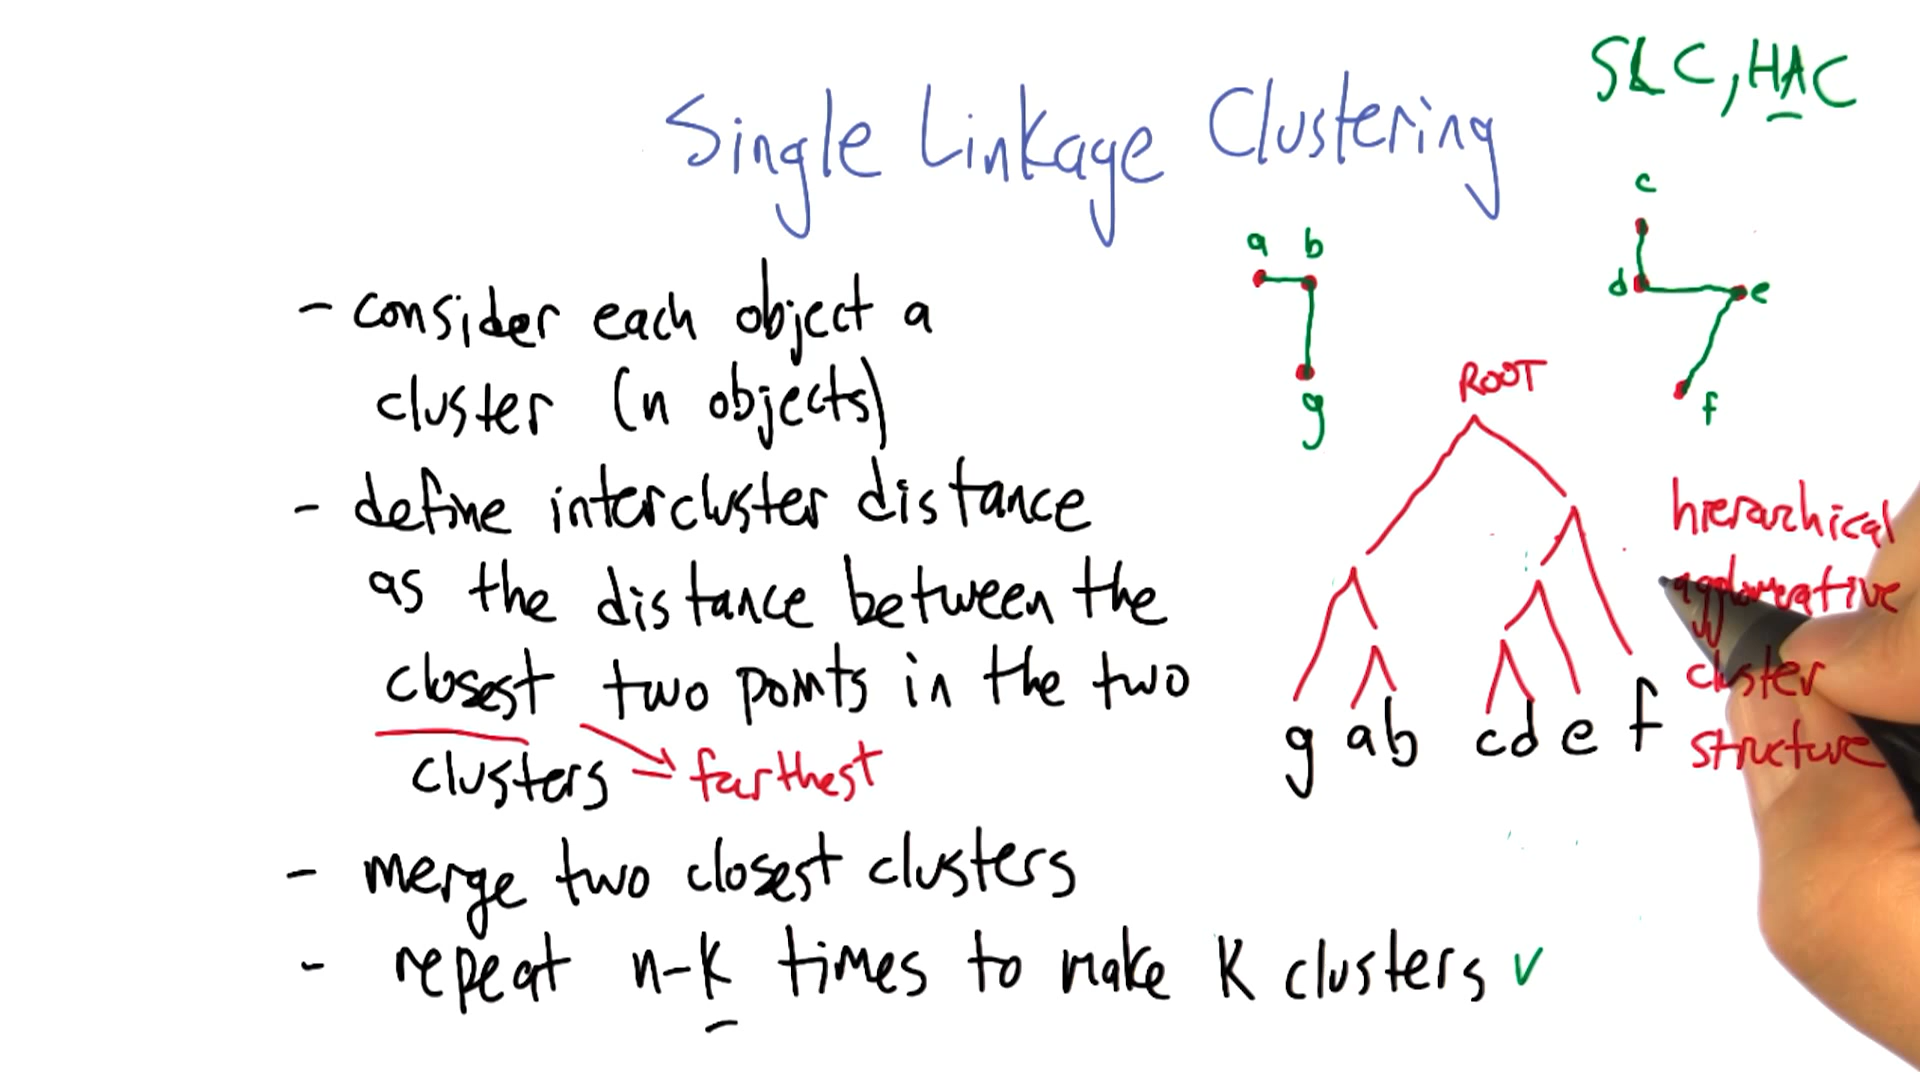 SLC, HAC
Single Linkage Clustering
- consider each object a
cluster (n objects)
- define intercluster distance
as the distance between the
closest two points in the two
clusters → farthest
- merge two closest clusters
- repeat n-k times to make K clusters ✓
a b
g
c
d e
f
ROOT
g a b c d e f
hierarchical
agglomerative
cluster
structure